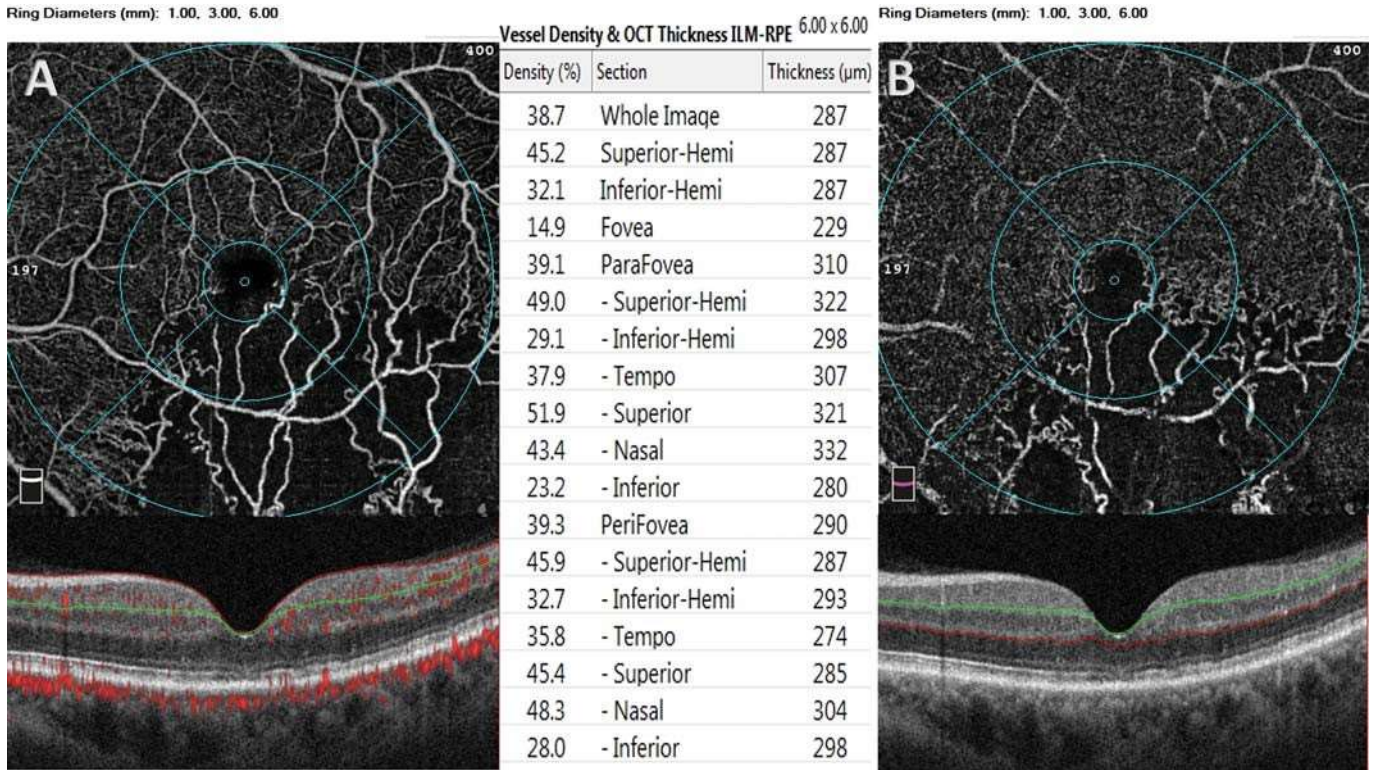 Ring Diameters (mm): 1.00, 3.00, 6.00
A
400
197
Vessel Density & OCT Thickness ILM-RPE 6.00 x 6.00
Density (%) Section Thickness (µm)
38.7 Whole Image 287
45.2 Superior-Hemi 287
32.1 Inferior-Hemi 287
14.9 Fovea 229
39.1 ParaFovea 310
49.0 - Superior-Hemi 322
29.1 - Inferior-Hemi 298
37.9 - Tempo 307
51.9 - Superior 321
43.4 - Nasal 332
23.2 - Inferior 280
39.3 PeriFovea 290
45.9 - Superior-Hemi 287
32.7 - Inferior-Hemi 293
35.8 - Tempo 274
45.4 - Superior 285
48.3 - Nasal 304
28.0 - Inferior 298
Ring Diameters (mm): 1.00, 3.00, 6.00
B
400
197